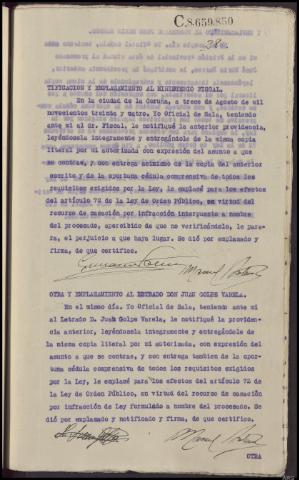 C.8.659.850
38
TIFICACION Y EMPLAZAMIENTO AL MINISTERIO FISCAL.
En la ciudad de la Coruña, a trece de Agosto de mil
novecientos treinta y cuatro. Yo Oficial de Sala, teniendo
ante mi al Sr. Fiscal, le notifiqué la anterior providencia,
leyéndosela integramente y entregándole de la misma copia
literal por mi autorizada con expresión del asunto a que
se contrae, y con entrega asimismo de la copia del anterior
escrito y de la oportuna cédula comprensiva de todos los
requisitos exigidos por la Ley, le emplacé para los efectos
del artículo 72 de la Ley de Orden Público, en virtud del
recurso de casación por infracción interpuesto a nombre
del procesado, apercibido de que no verificándolo, le para-
ra, el perjuicio a que haya lugar. Se dió por emplazado y
firma, de que certifico.
OTRA Y EMPLAZAMIENTO AL LETRADO DON JUAN GOLPE VARELA.
En el mismo dia. Yo Oficial de Sala, teniendo ante mi
al Letrado D. Juan Golpe Varela, le notifiqué la providencia
anterior, leyéndosela integramente y entregándole de
la misma copia literal por mi autorizada, con expresión del
asunto a que se contrae, y con entrega tambien de la opor-
tuna cédula comprensiva de todos los requisitos exigidos
por la Ley, le emplacé para los efectos del artículo 72 de
la Ley de Orden Público, en virtud del recurso de casación
por infracción de Ley formulado a nombre del procesado. Se
dió por emplazado y notificado y firma, de que certifico.
OTRA